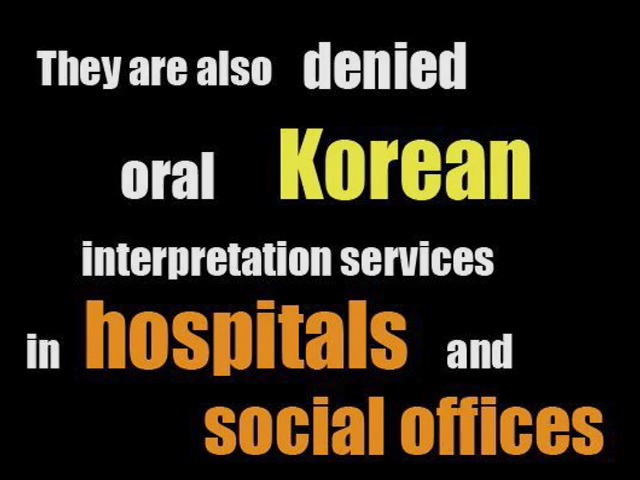 They are also denied
oral Korean
interpretation services
in hospitals and
social offices